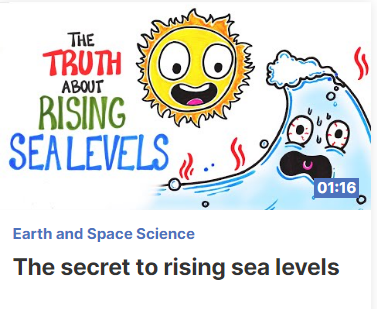 THE
TRUTH
ABOUT
RISING
SEA LEVELS
01:16
Earth and Space Science
The secret to rising sea levels